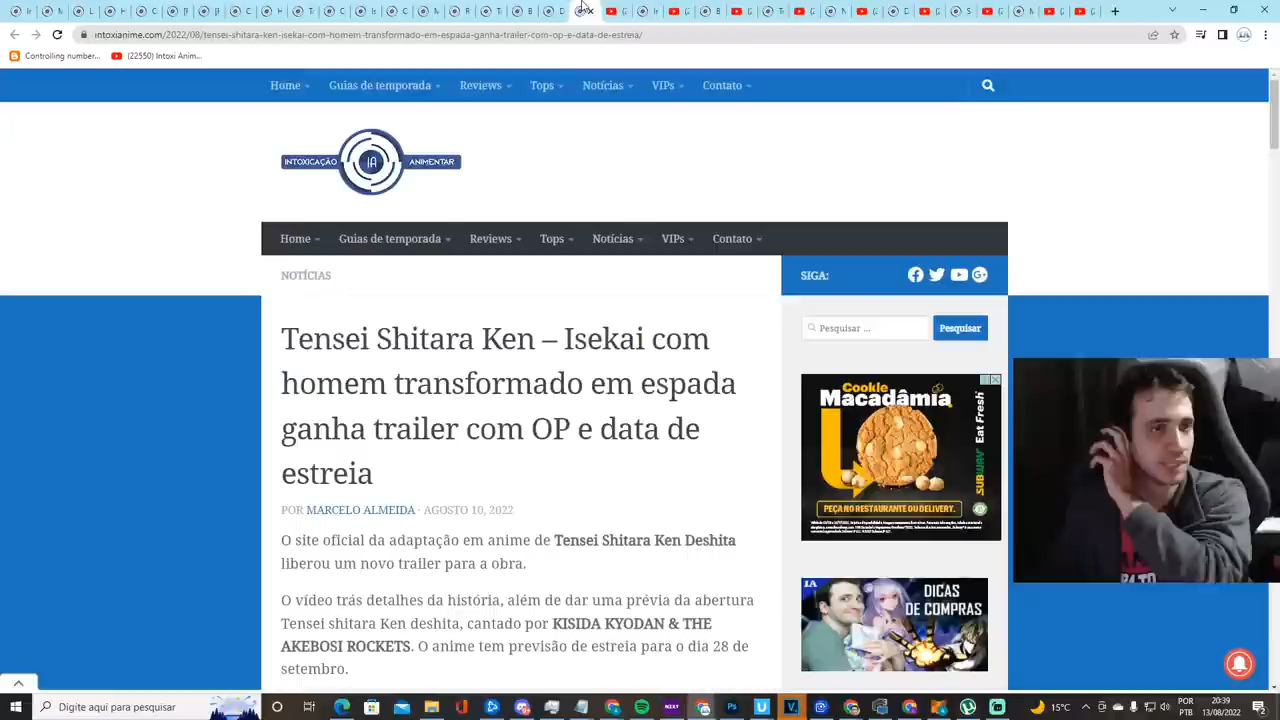 intoxianime.com/2022/08/tensei-shitara-ken-isekai-com-homem-transformado-em-espada-ganha-trailer-com-op-e-data-de-estreia/
Controlling number...
(22550) Intoxi Anim...
Home
Guias de temporada
Reviews
Tops
Notícias
VIPs
Contato
INTOXICAÇÃO
IA
ANIMENTAR
Home
Guias de temporada
Reviews
Tops
Notícias
VIPs
Contato
NOTÍCIAS
SIGA:
Pesquisar ...
Pesquisar
Tensei Shitara Ken – Isekai com
homem transformado em espada
ganha trailer com OP e data de
estreia
POR MARCELO ALMEIDA · AGOSTO 10, 2022
O site oficial da adaptação em anime de Tensei Shitara Ken Deshita
liberou um novo traller para a obra.
O vídeo trás detalhes da história, além de dar uma prévia da abertura
Tensei shitara Ken deshita, cantado por KISIDA KYODAN & THE
AKEBOSI ROCKETS. O anime tem previsão de estreia para o dia 28 de
setembro.
Cookie
Macadâmia
Eat Fresh
SUBWAY
PEÇA NO RESTAURANTE OU DELIVERY.
IA
DICAS
DE COMPRAS
Digite aqui para pesquisar
NEXT
15°C
POR
PTB
20:39
13/08/2022